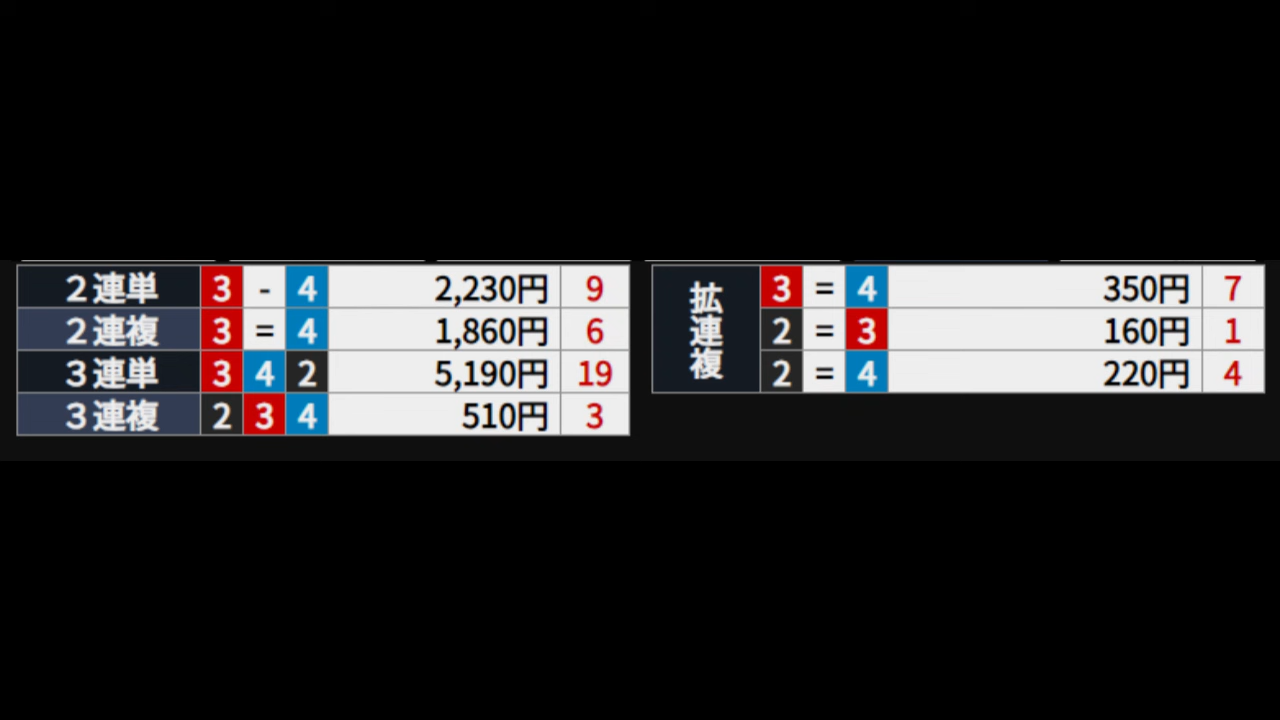 ２連単 3 - 4 2,230円 9
２連複 3 = 4 1,860円 6
３連単 3 4 2 5,190円 19
３連複 2 3 4 510円 3
拡連複
3 = 4 350円 7
2 = 3 160円 1
2 = 4 220円 4